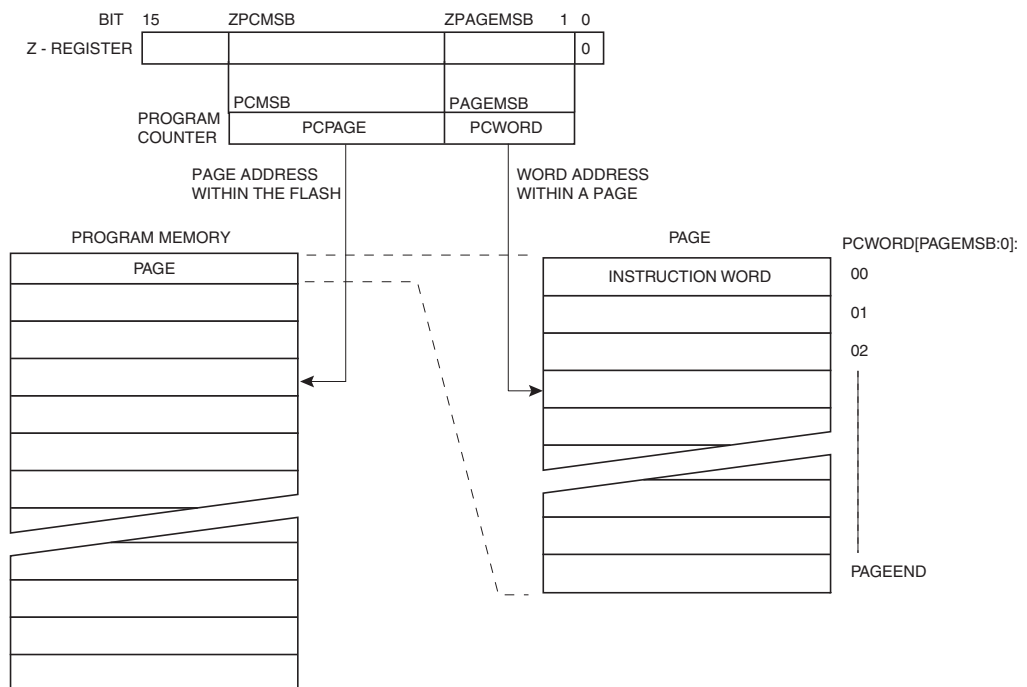 BIT 15 ZPCMSB ZPAGEMSB 1 0
Z - REGISTER 0
PCMSB PAGEMSB
PROGRAM
COUNTER
PCPAGE PCWORD
PAGE ADDRESS
WITHIN THE FLASH
WORD ADDRESS
WITHIN A PAGE
PROGRAM MEMORY
PAGE
PAGE
INSTRUCTION WORD
PCWORD[PAGEMSB:0]:
00
01
02
PAGEEND